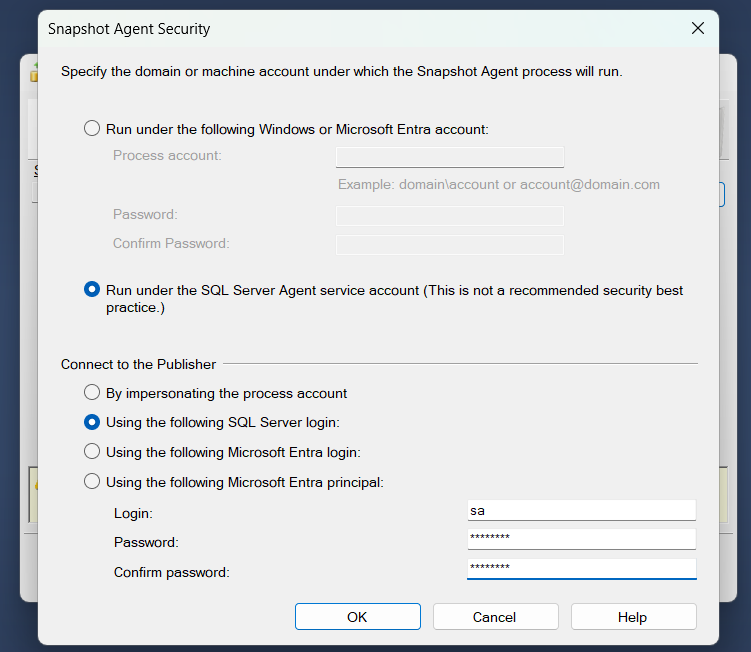 Snapshot Agent Security
Specify the domain or machine account under which the Snapshot Agent process will run.
Run under the following Windows or Microsoft Entra account:
Process account:
Example: domain\account or account@domain.com
Password:
Confirm Password:
Run under the SQL Server Agent service account (This is not a recommended security best
practice.)
Connect to the Publisher
By impersonating the process account
Using the following SQL Server login:
Using the following Microsoft Entra login:
Using the following Microsoft Entra principal:
Login: sa
Password: ********
Confirm password: ********
OK Cancel Help